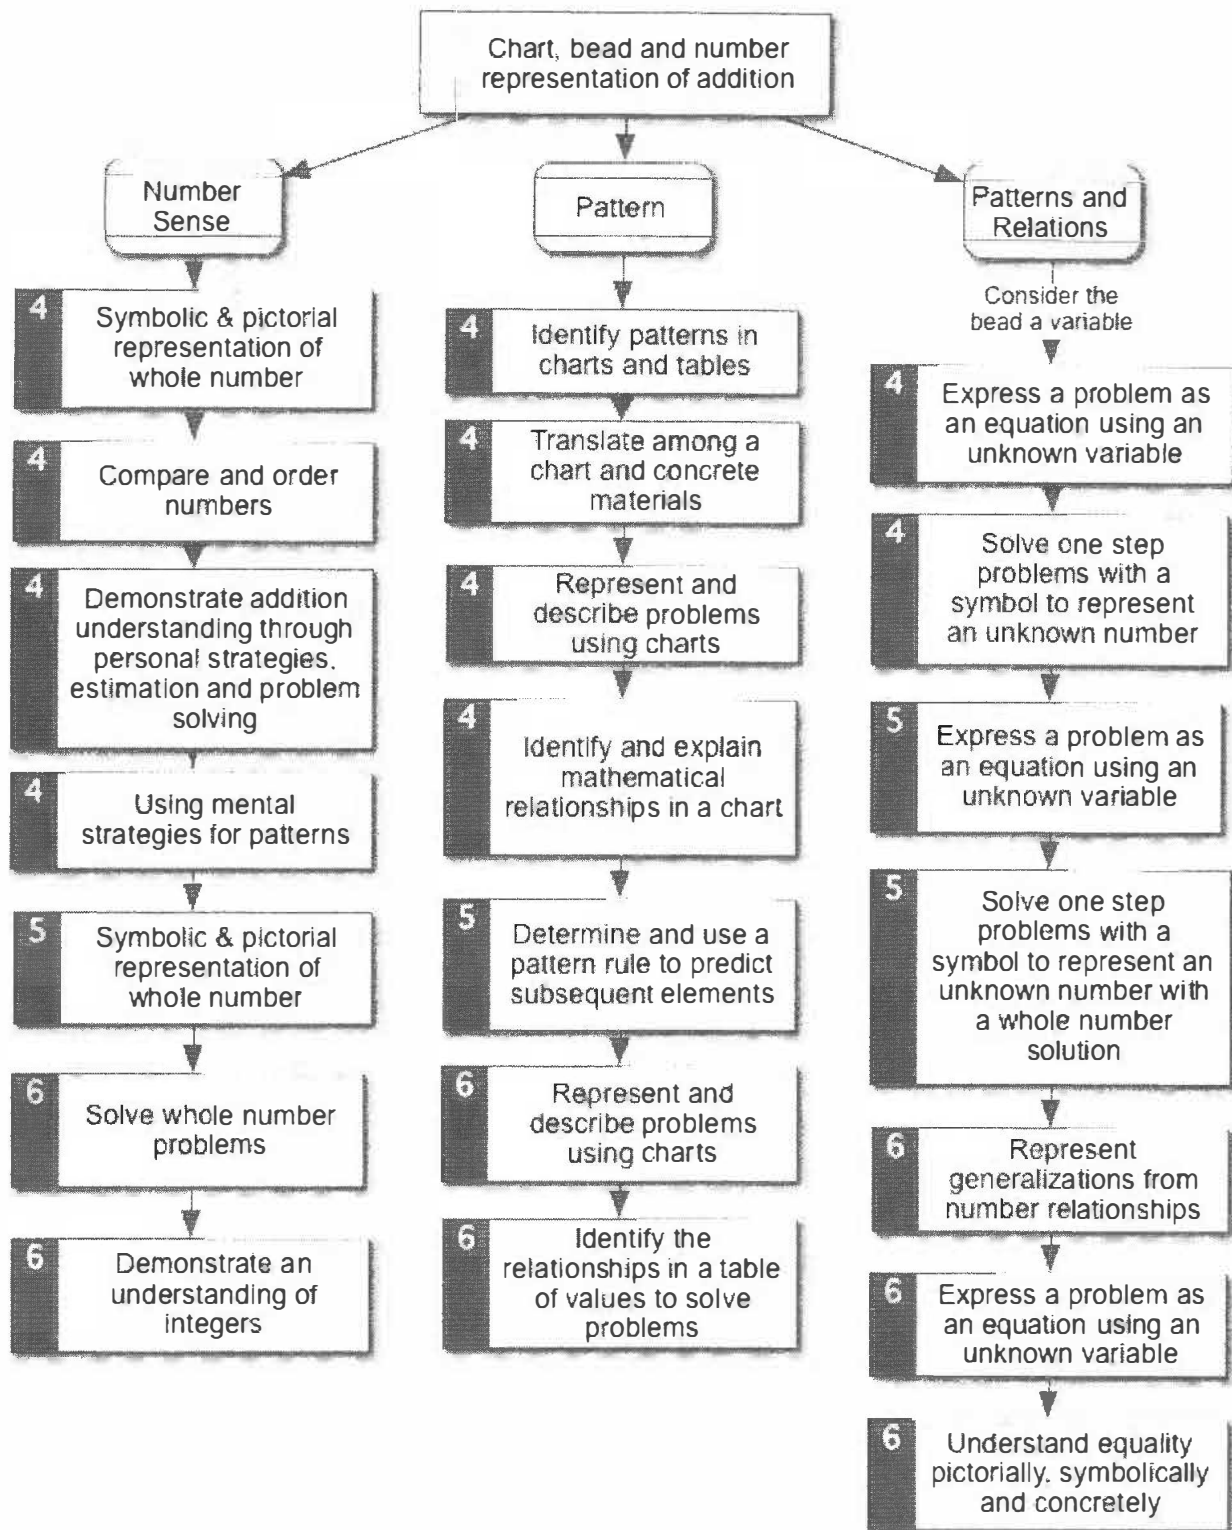 Chart, bead and number
representation of addition
Number
Sense
4
Symbolic & pictorial
representation of
whole number
4
Compare and order
numbers
4
Demonstrate addition
understanding through
personal strategies,
estimation and problem
solving
4
Using mental
strategies for patterns
5
Symbolic & pictorial
representation of
whole number
6
Solve whole number
problems
6
Demonstrate an
understanding of
integers
Pattern
4
Identify patterns in
charts and tables
4
Translate among a
chart and concrete
materials
4
Represent and
describe problems
using charts
4
Identify and explain
mathematical
relationships in a chart
5
Determine and use a
pattern rule to predict
subsequent elements
6
Represent and
describe problems
using charts
6
Identify the
relationships in a table
of values to solve
problems
Patterns and
Relations
Consider the
bead a variable
4
Express a problem as
an equation using an
unknown variable
4
Solve one step
problems with a
symbol to represent
an unknown number
5
Express a problem as
an equation using an
unknown variable
5
Solve one step
problems with a
symbol to represent an
unknown number with
a whole number
solution
6
Represent
generalizations from
number relationships
6
Express a problem as
an equation using an
unknown variable
6
Understand equality
pictorially, symbolically
and concretely